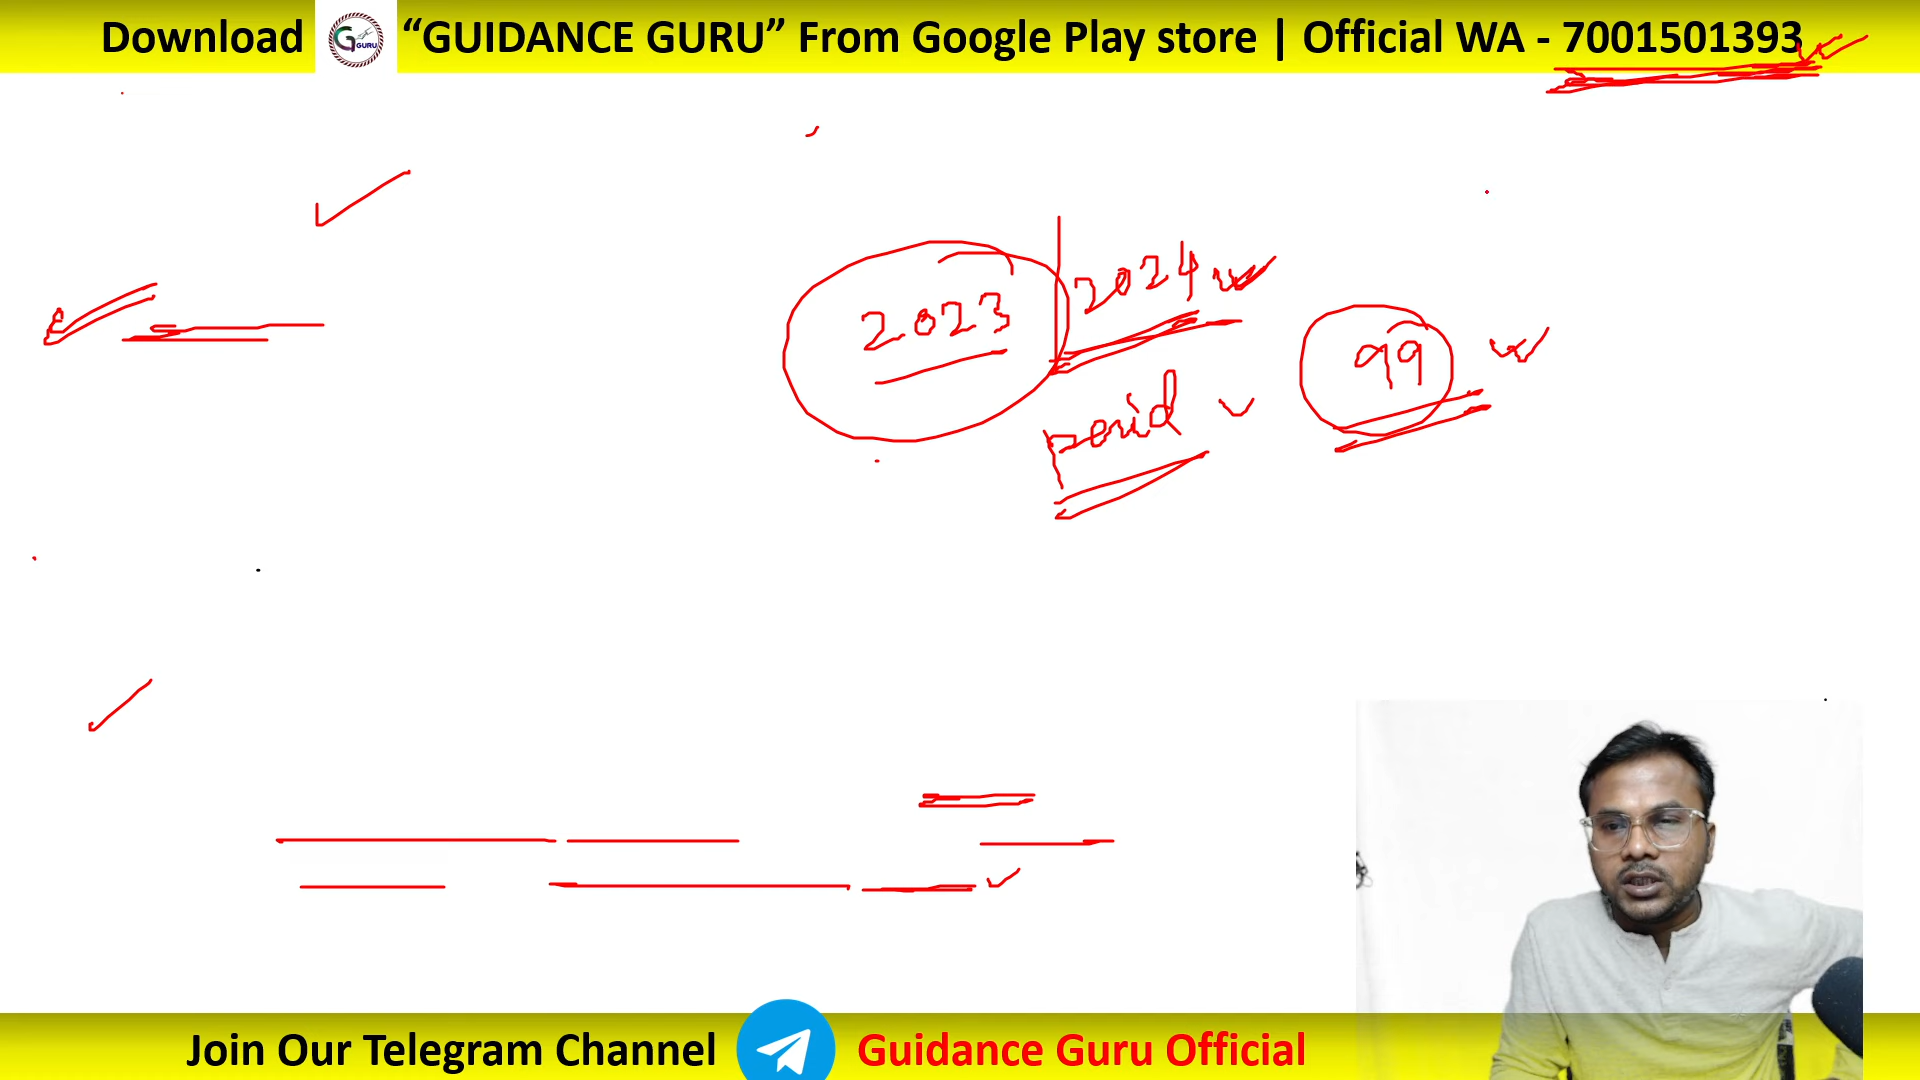 Download G GURU “GUIDANCE GURU” From Google Play store | Official WA - 7001501393
2023 2024
99
Join Our Telegram Channel Guidance Guru Official